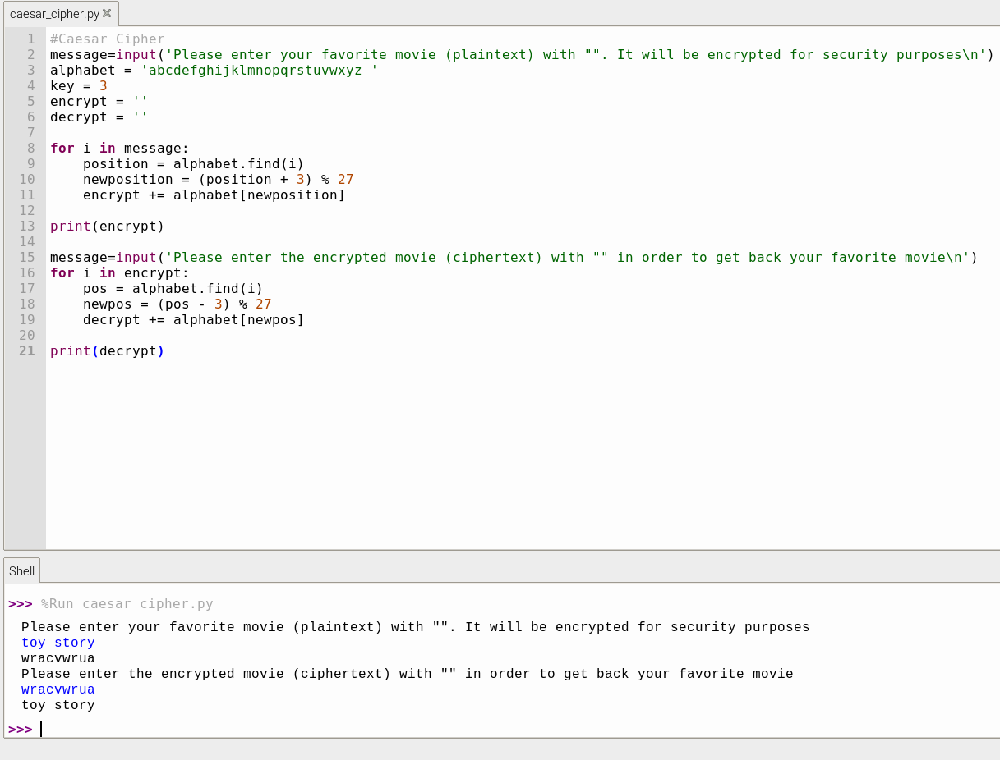 caesar_cipher.py
1 #Caesar Cipher
2 message=input('Please enter your favorite movie (plaintext) with "". It will be encrypted for security purposes\n')
3 alphabet = 'abcdefghijklmnopqrstuvwxyz '
4 key = 3
5 encrypt = ''
6 decrypt = ''
7
8 for i in message:
9     position = alphabet.find(i)
10     newposition = (position + 3) % 27
11     encrypt += alphabet[newposition]
12
13 print(encrypt)
14
15 message=input('Please enter the encrypted movie (ciphertext) with "" in order to get back your favorite movie\n')
16 for i in encrypt:
17     pos = alphabet.find(i)
18     newpos = (pos - 3) % 27
19     decrypt += alphabet[newpos]
20
21 print(decrypt)
Shell
>>> %Run caesar_cipher.py
Please enter your favorite movie (plaintext) with "". It will be encrypted for security purposes
toy story
wracvwrua
Please enter the encrypted movie (ciphertext) with "" in order to get back your favorite movie
wracvwrua
toy story
>>>